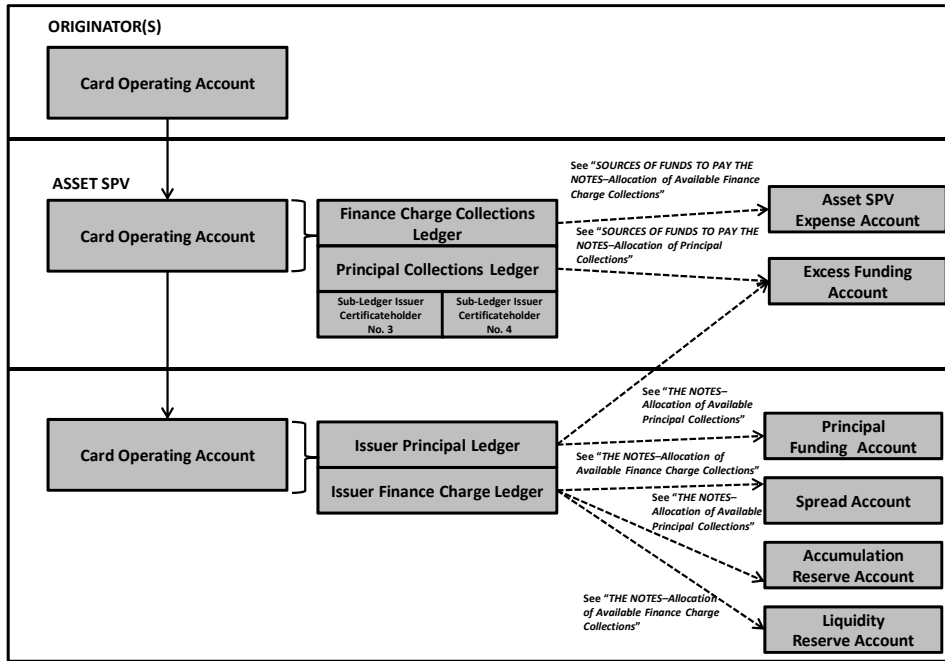 ORIGINATOR(S)
Card Operating Account
ASSET SPV
Card Operating Account
Finance Charge Collections
Ledger
Principal Collections Ledger
Sub-Ledger Issuer
Certificateholder
No. 3
Sub-Ledger Issuer
Certificateholder
No. 4
See “SOURCES OF FUNDS TO PAY THE
NOTES–Allocation of Available Finance
Charge Collections”
See “SOURCES OF FUNDS TO PAY THE
NOTES–Allocation of Principal
Collections”
Asset SPV
Expense Account
Excess Funding
Account
Card Operating Account
Issuer Principal Ledger
Issuer Finance Charge Ledger
See “THE NOTES–
Allocation of Available
Principal Collections”
See “THE NOTES–Allocation of
Available Finance Charge Collections”
See “THE NOTES–
Allocation of Available
Principal Collections”
See “THE NOTES–Allocation
of Available Finance Charge
Collections”
Principal
Funding Account
Spread Account
Accumulation
Reserve Account
Liquidity
Reserve Account